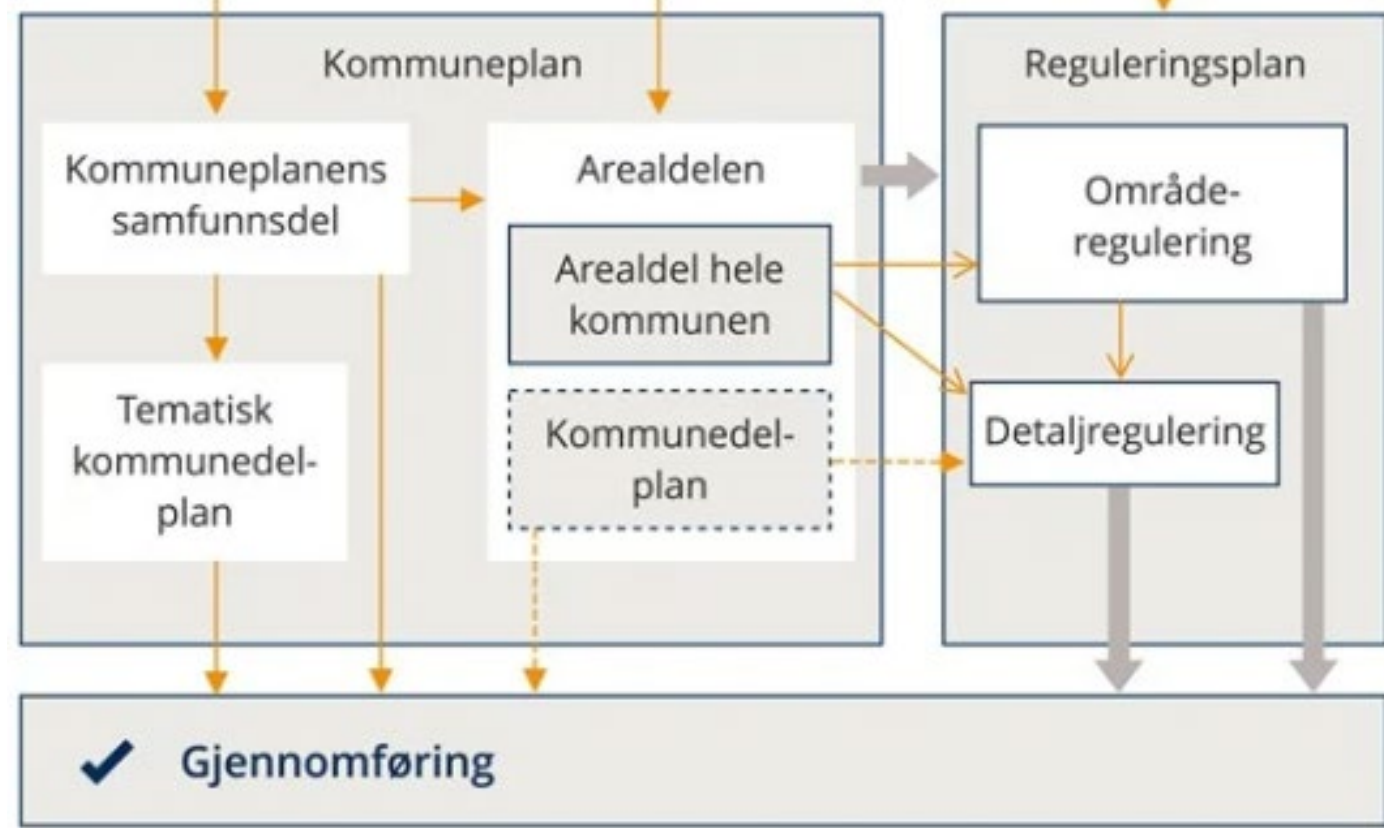 Kommuneplan
Kommuneplanens
samfunnsdel
Tematisk
kommunedel-
plan
Arealdelen
Arealdel hele
kommunen
Kommunedel-
plan
Reguleringsplan
Område-
regulering
Detaljregulering
Gjennomføring